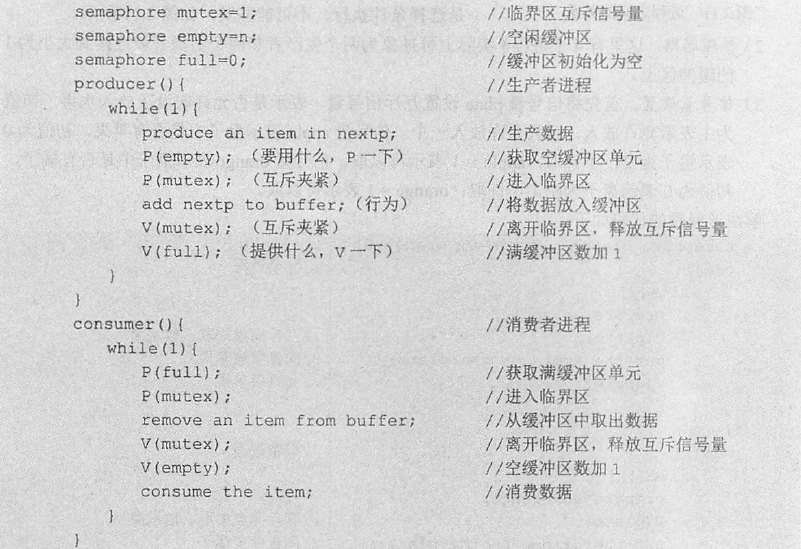 semaphore mutex=1; //临界区互斥信号量
semaphore empty=n; //空闲缓冲区
semaphore full=0; //缓冲区初始化为空
producer(){ //生产者进程
while(1){
produce an item in nextp; //生产数据
P(empty); （要用什么，P一下） //获取空缓冲区单元
P(mutex); （互斥夹紧） //进入临界区
add nextp to buffer;（行为） //将数据放入缓冲区
V(mutex); （互斥夹紧） //离开临界区，释放互斥信号量
V(full); （提供什么，V一下） //满缓冲区数加1
}
}
consumer(){ //消费者进程
while(1){
P(full); //获取满缓冲区单元
P(mutex); //进入临界区
remove an item from buffer; //从缓冲区中取出数据
V(mutex); //离开临界区，释放互斥信号量
V(empty); //空缓冲区数加1
consume the item; //消费数据
}
}